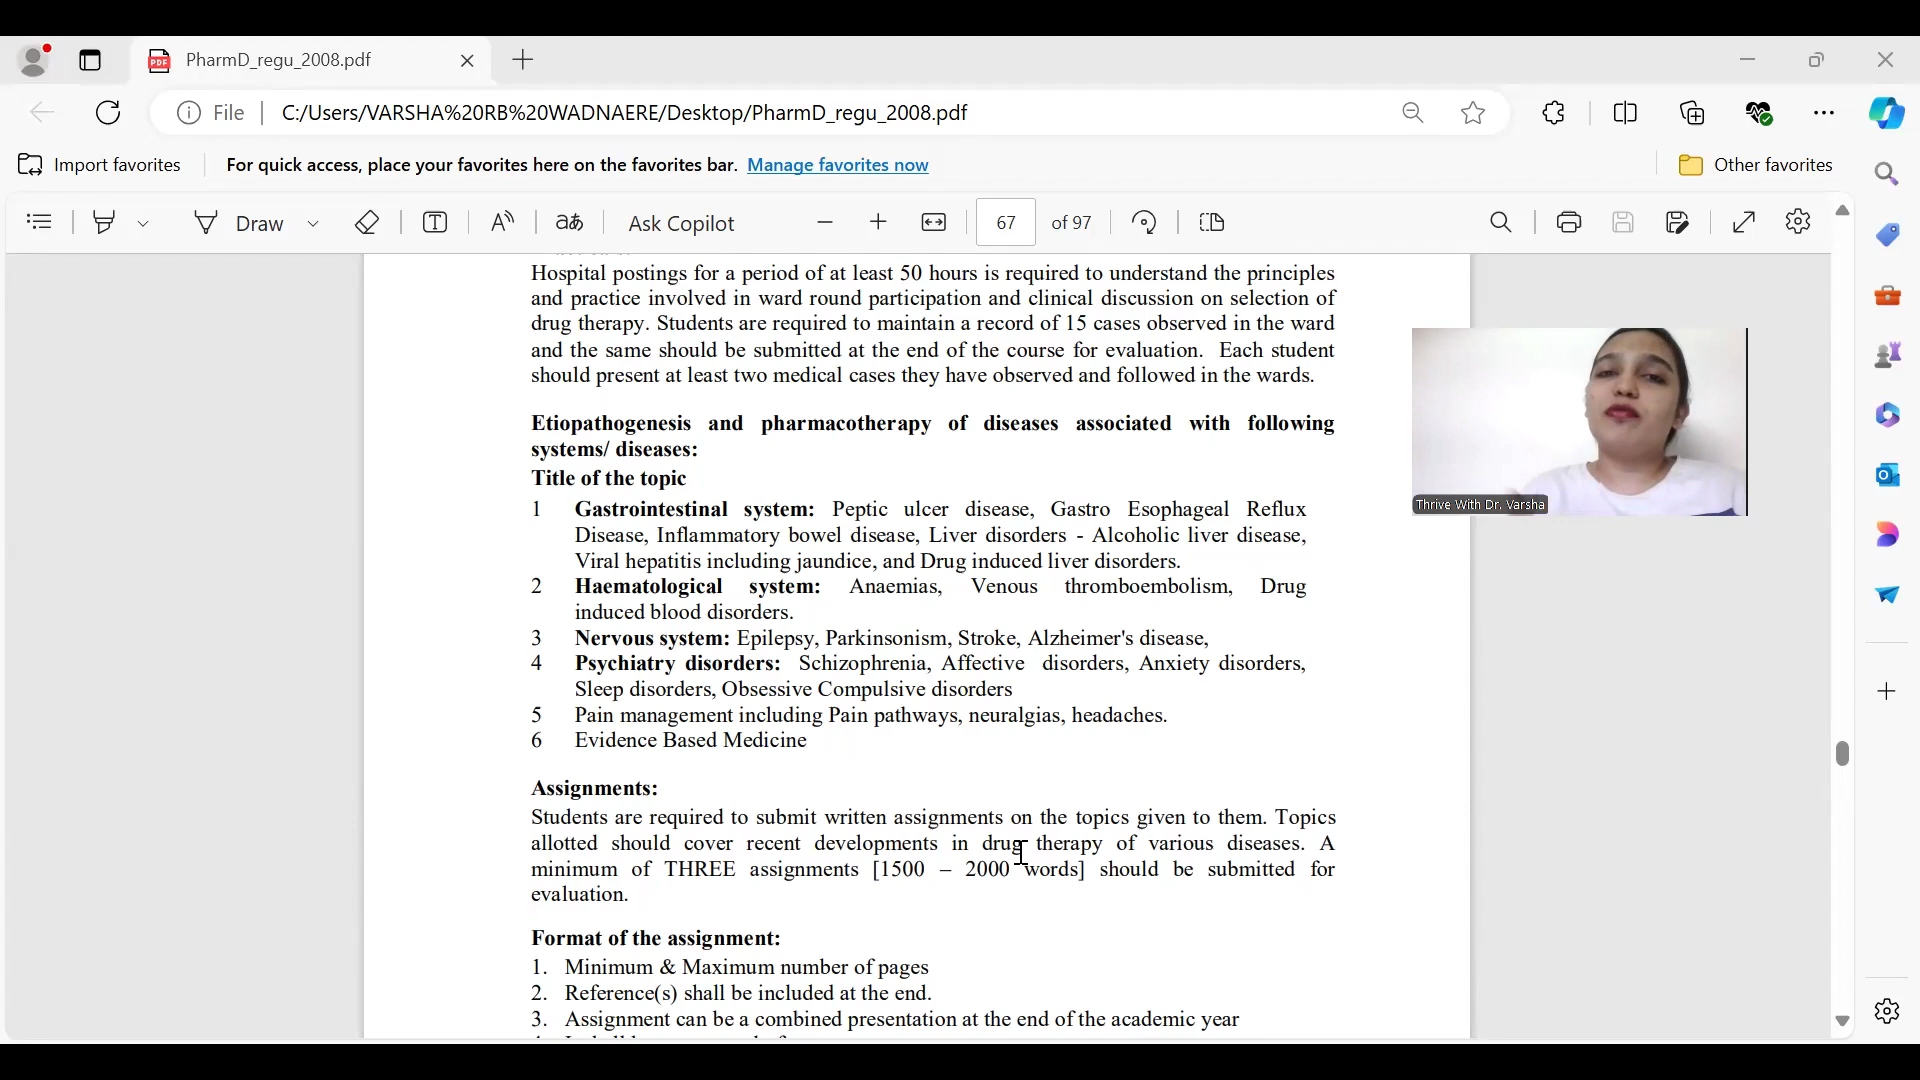 PharmD_regu_2008.pdf
File
C:/Users/VARSHA%20RB%20WADNAERE/Desktop/PharmD_regu_2008.pdf
Import favorites
For quick access, place your favorites here on the favorites bar. Manage favorites now
Other favorites
Draw
Ask Copilot
67 of 97
Hospital postings for a period of at least 50 hours is required to understand the principles
and practice involved in ward round participation and clinical discussion on selection of
drug therapy. Students are required to maintain a record of 15 cases observed in the ward
and the same should be submitted at the end of the course for evaluation. Each student
should present at least two medical cases they have observed and followed in the wards.
Etiopathogenesis and pharmacotherapy of diseases associated with following
systems/ diseases:
Title of the topic
1 Gastrointestinal system: Peptic ulcer disease, Gastro Esophageal Reflux
Disease, Inflammatory bowel disease, Liver disorders - Alcoholic liver disease,
Viral hepatitis including jaundice, and Drug induced liver disorders.
2 Haematological system: Anaemias, Venous thromboembolism, Drug
induced blood disorders.
3 Nervous system: Epilepsy, Parkinsonism, Stroke, Alzheimer's disease,
4 Psychiatry disorders: Schizophrenia, Affective disorders, Anxiety disorders,
Sleep disorders, Obsessive Compulsive disorders
5 Pain management including Pain pathways, neuralgias, headaches.
6 Evidence Based Medicine
Assignments:
Students are required to submit written assignments on the topics given to them. Topics
allotted should cover recent developments in drug therapy of various diseases. A
minimum of THREE assignments [1500 – 2000 words] should be submitted for
evaluation.
Format of the assignment:
1. Minimum & Maximum number of pages
2. Reference(s) shall be included at the end.
3. Assignment can be a combined presentation at the end of the academic year
Thrive With Dr. Varsha